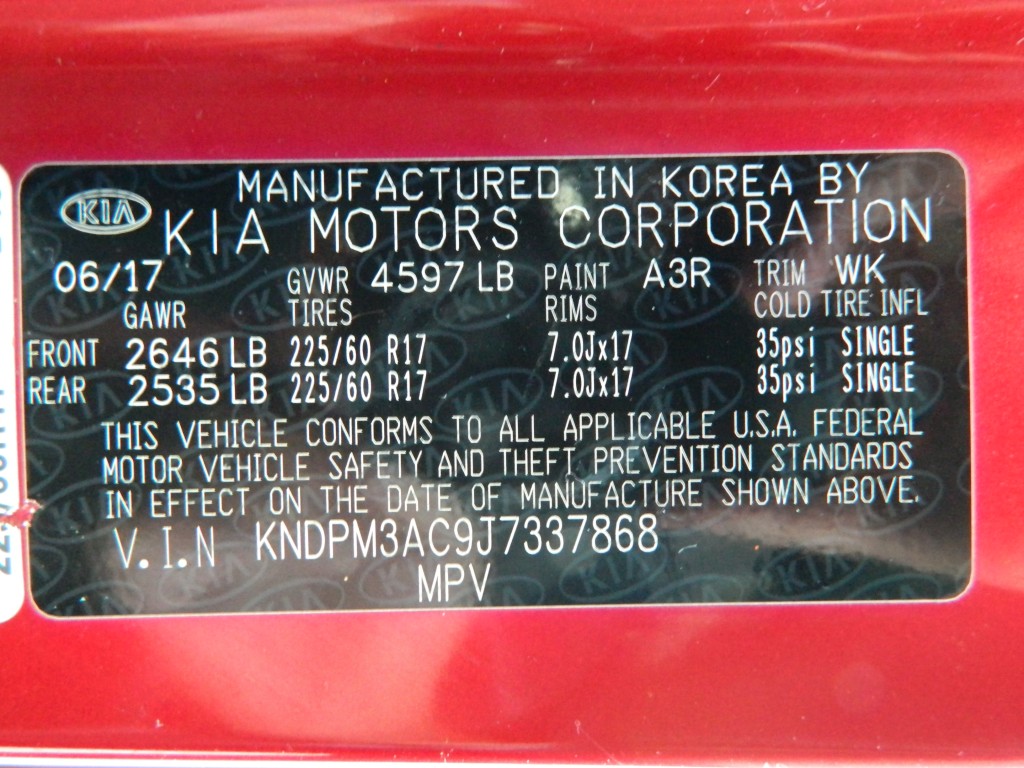 MANUFACTURED IN KOREA BY
KIA KIA MOTORS CORPORATION
06/17 GVWR 4597 LB PAINT A3R TRIM WK
GAWR TIRES RIMS COLD TIRE INFL
FRONT 2646 LB 225/60 R17 7.0Jx17 35psi SINGLE
REAR 2535 LB 225/60 R17 7.0Jx17 35psi SINGLE
THIS VEHICLE CONFORMS TO ALL APPLICABLE U.S.A. FEDERAL
MOTOR VEHICLE SAFETY AND THEFT PREVENTION STANDARDS
IN EFFECT ON THE DATE OF MANUFACTURE SHOWN ABOVE.
V.I.N KNDPM3AC9J7337868
MPV